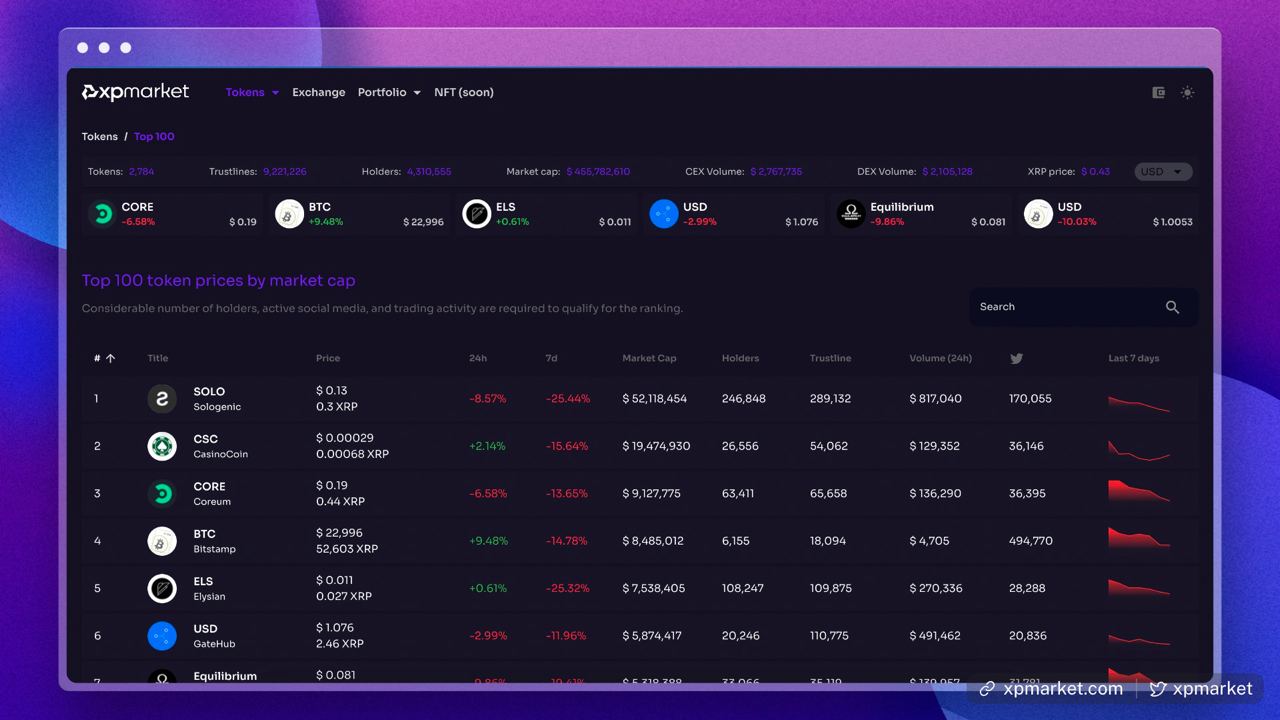 xpmarket Tokens Exchange Portfolio NFT (soon)
Tokens / Top 100
Tokens: 2,784 Trustlines: 9,221,226 Holders: 4,310,555 Market cap: $ 455,782,610 CEX Volume: $ 2,767,735 DEX Volume: $ 2,105,128 XRP price: $ 0.43 USD
CORE BTC ELS USD Equilibrium USD
-6.58% $ 0.19 +9.48% $ 22,996 +0.61% $ 0.011 -2.99% $ 1.076 -9.86% $ 0.081 -10.03% $ 1.0053
Top 100 token prices by market cap
Considerable number of holders, active social media, and trading activity are required to qualify for the ranking.
Search
# Title Price 24h 7d Market Cap Holders Trustline Volume (24h) Last 7 days
1 SOLO Sologenic $ 0.13 0.3 XRP -8.57% -25.44% $ 52,118,454 246,848 289,132 $ 817,040 170,055
2 CSC CasinoCoin $ 0.00029 0.00068 XRP +2.14% -15.64% $ 19,474,930 26,556 54,062 $ 129,352 36,146
3 CORE Coreum $ 0.19 0.44 XRP -6.58% -13.65% $ 9,127,775 63,411 65,658 $ 136,290 36,395
4 BTC Bitstamp $ 22,996 52,603 XRP +9.48% -14.78% $ 8,485,012 6,155 18,094 $ 4,705 494,770
5 ELS Elysian $ 0.011 0.027 XRP +0.61% -25.32% $ 7,538,405 108,247 109,875 $ 270,336 28,288
6 USD GateHub $ 1.076 2.46 XRP -2.99% -11.96% $ 5,874,417 20,246 110,775 $ 491,462 20,836
Equilibrium $ 0.081
xpmarket.com xpmarket